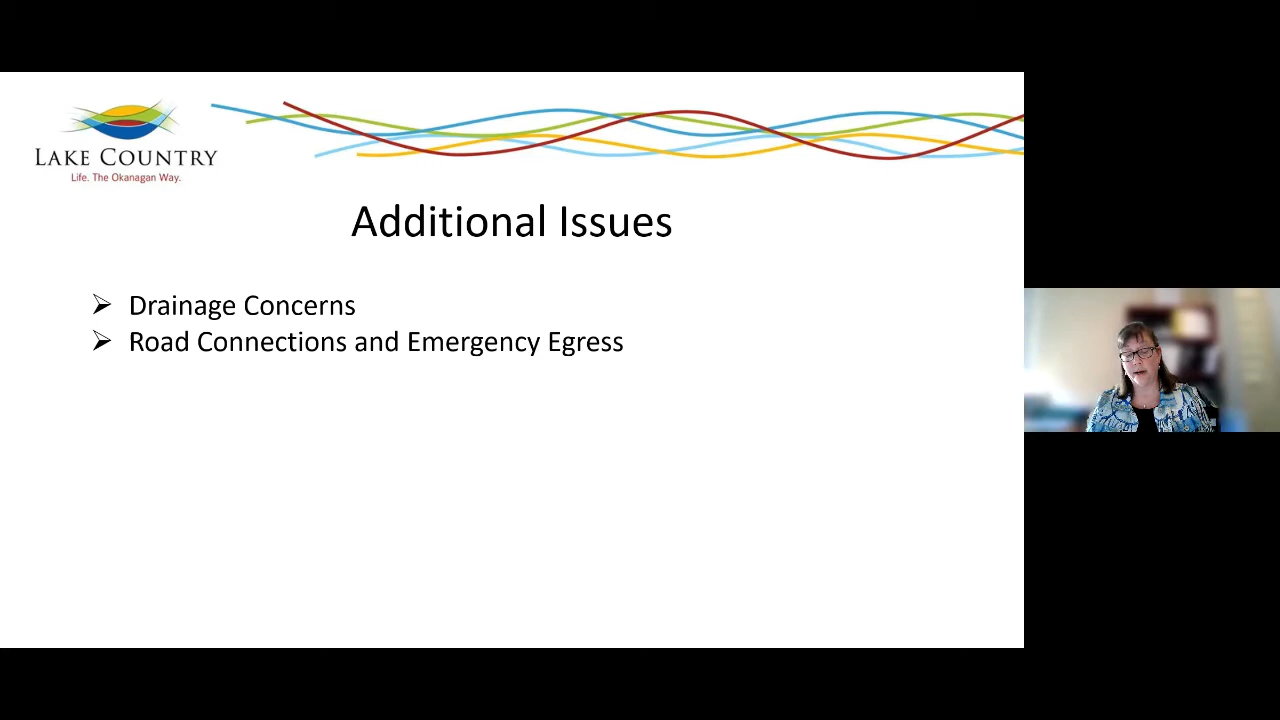 LAKE COUNTRY
Life. The Okanagan Way.
Additional Issues
Drainage Concerns
Road Connections and Emergency Egress